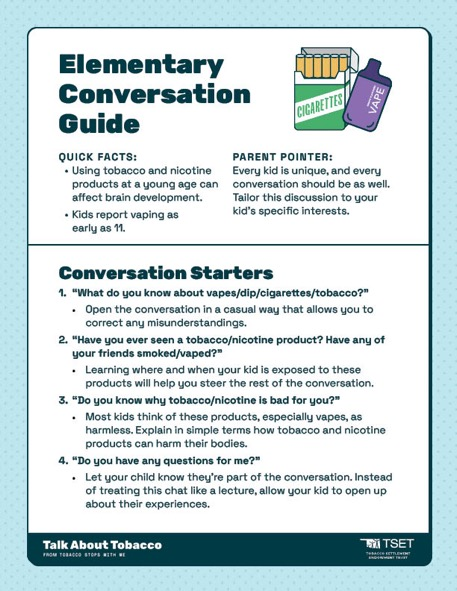 Elementary
Conversation
Guide
CIGARETTES
VAPE
QUICK FACTS:
• Using tobacco and nicotine
products at a young age can
affect brain development.
• Kids report vaping as
early as 11.
PARENT POINTER:
Every kid is unique, and every
conversation should be as well.
Tailor this discussion to your
kid's specific interests.
Conversation Starters
1. "What do you know about vapes/dip/cigarettes/tobacco?"
• Open the conversation in a casual way that allows you to
correct any misunderstandings.
2. "Have you ever seen a tobacco/nicotine product? Have any of
your friends smoked/vaped?"
• Learning where and when your kid is exposed to these
products will help you steer the rest of the conversation.
3. "Do you know why tobacco/nicotine is bad for you?"
• Most kids think of these products, especially vapes, as
harmless. Explain in simple terms how tobacco and nicotine
products can harm their bodies.
4. "Do you have any questions for me?"
• Let your child know they're part of the conversation. Instead
of treating this chat like a lecture, allow your kid to open up
about their experiences.
Talk About Tobacco
FROM TOBACCO STOPS WITH ME
TSET
TOBACCO SETTLEMENT
ENDOWMENT TRUST